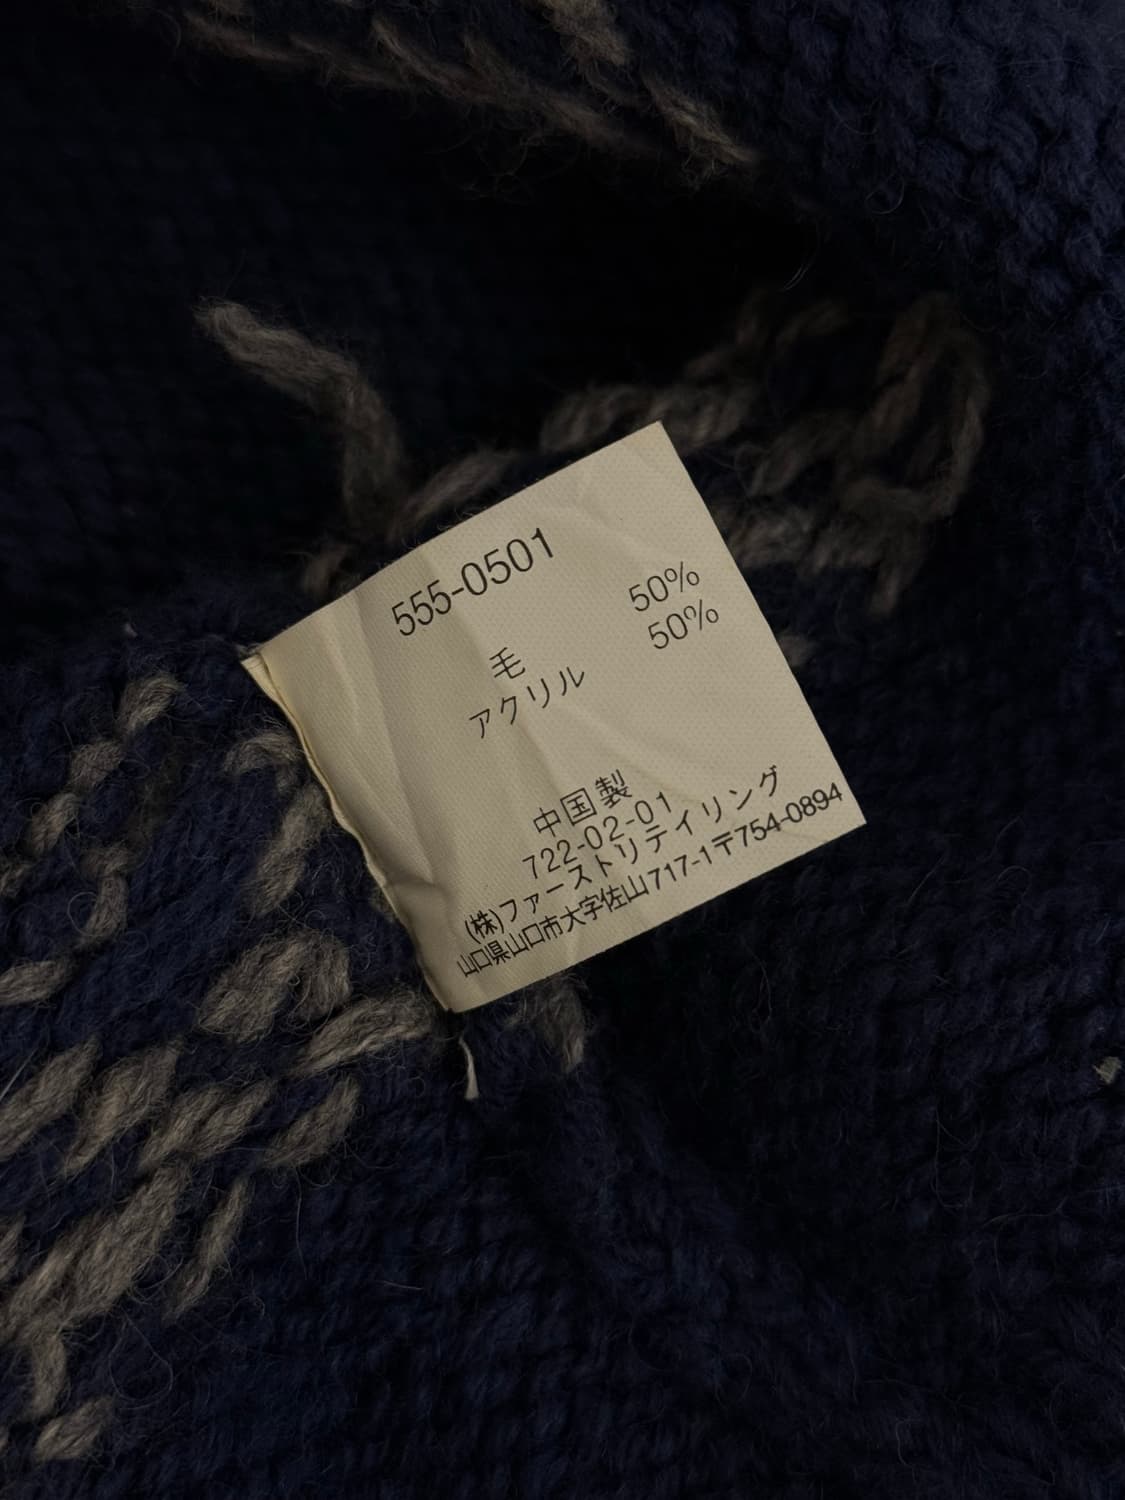 555-0501
毛 50%
アクリル 50%
中国製
722-02-01
(株)ファーストリテイリング
山口県山口市大字佐山717-1〒754-0894